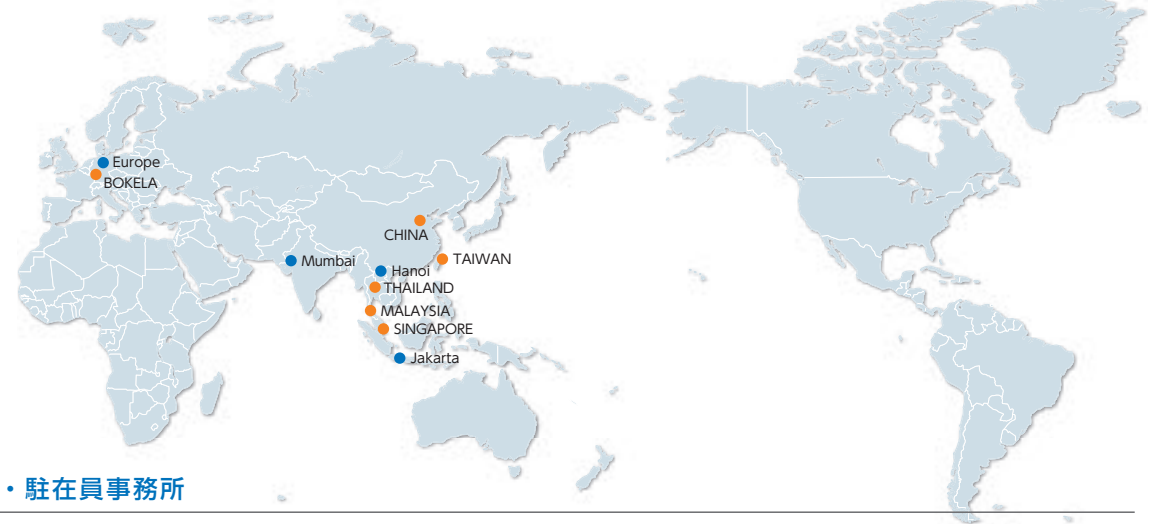 Europe
BOKELA
CHINA
TAIWAN
Mumbai
Hanoi
THAILAND
MALAYSIA
SINGAPORE
Jakarta
・駐在員事務所